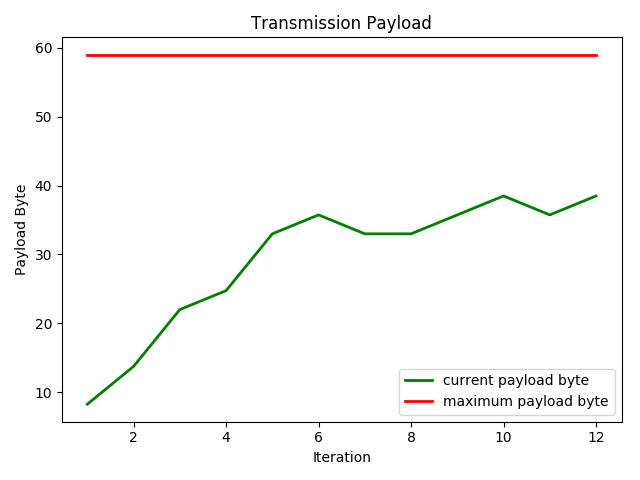 Transmission Payload
Payload Byte
60
50
40
30
20
10
2 4 6 8 10 12
Iteration
current payload byte
maximum payload byte